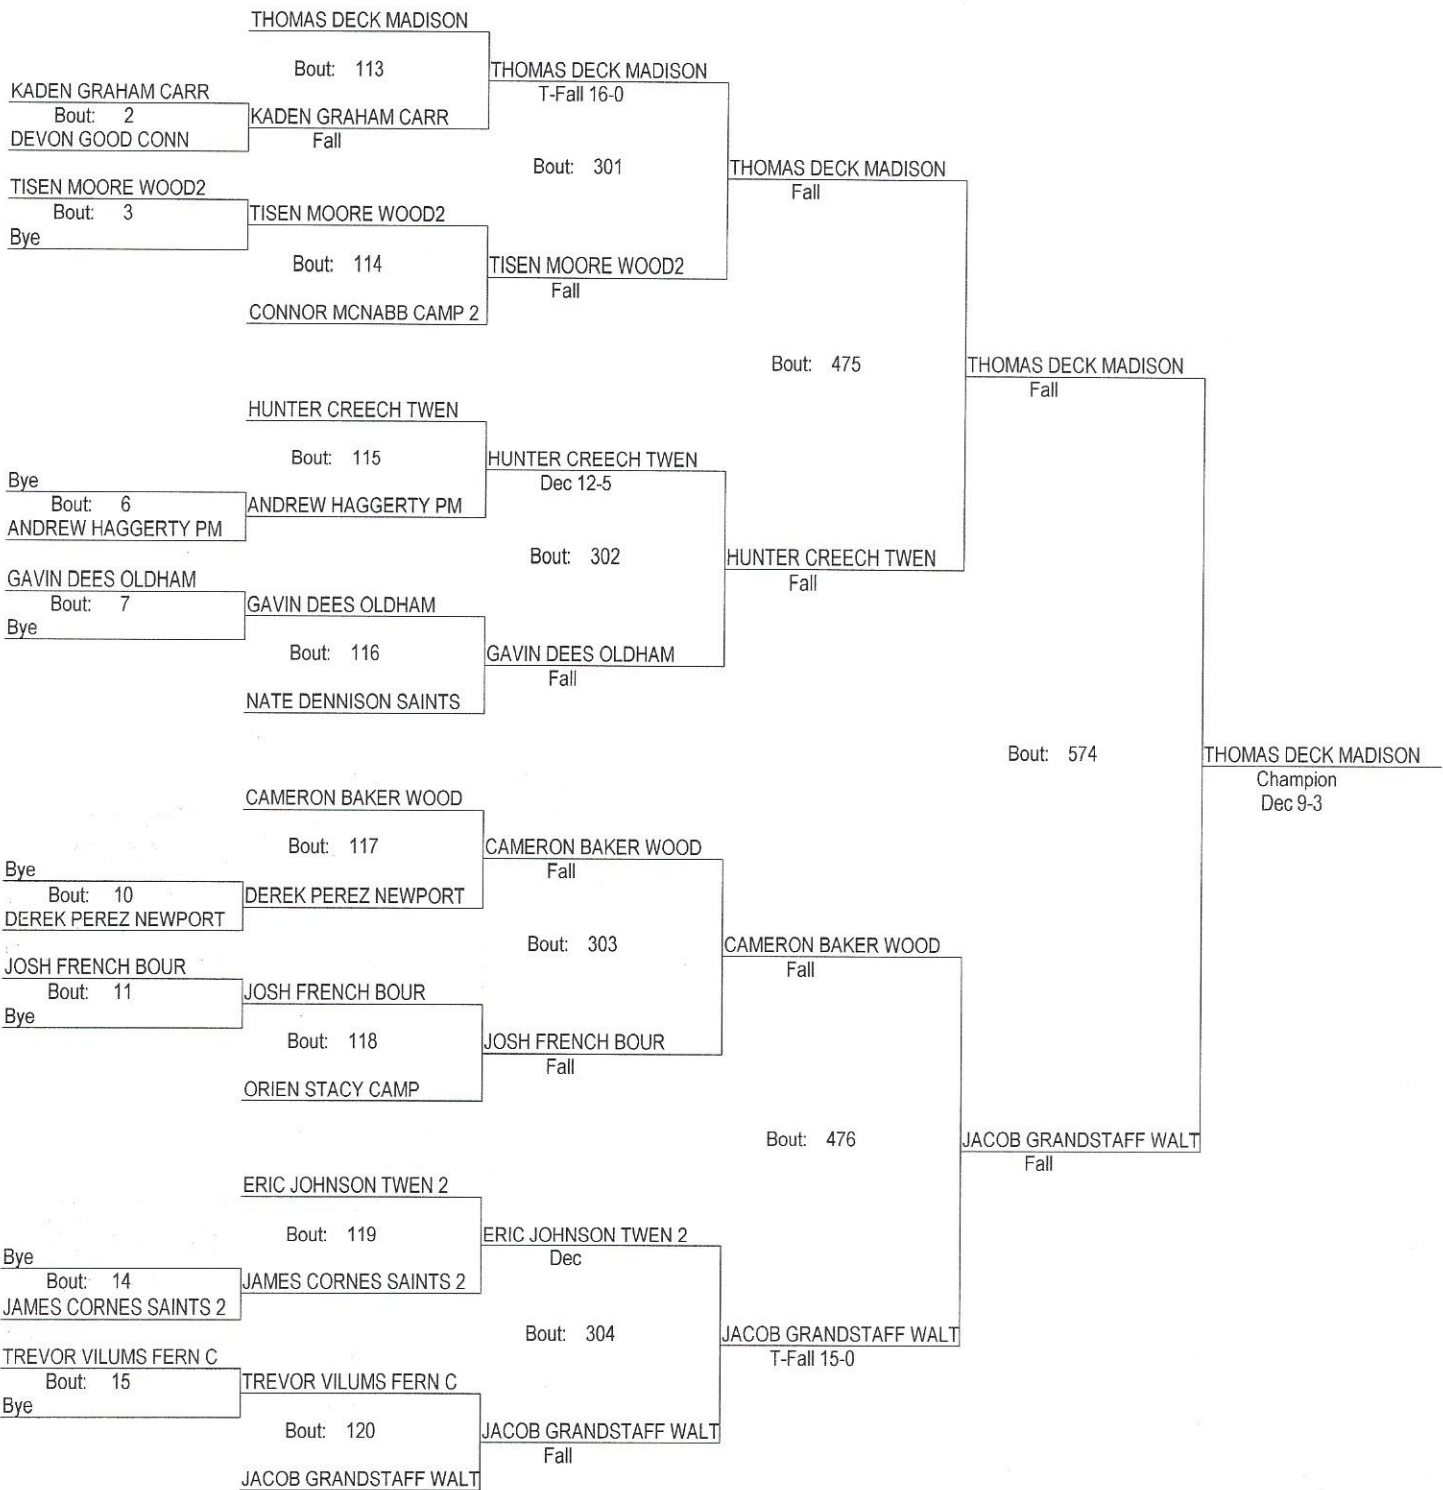 THOMAS DECK MADISON
Bout: 113
THOMAS DECK MADISON
T-Fall 16-0
KADEN GRAHAM CARR
Bout: 2
DEVON GOOD CONN
KADEN GRAHAM CARR
Fall
Bout: 301
THOMAS DECK MADISON
Fall
TISEN MOORE WOOD2
Bout: 3
Bye
TISEN MOORE WOOD2
Bout: 114
TISEN MOORE WOOD2
Fall
CONNOR MCNABB CAMP 2
Bout: 475
THOMAS DECK MADISON
Fall
HUNTER CREECH TWEN
Bout: 115
HUNTER CREECH TWEN
Dec 12-5
Bye
Bout: 6
ANDREW HAGGERTY PM
ANDREW HAGGERTY PM
Bout: 302
HUNTER CREECH TWEN
Fall
GAVIN DEES OLDHAM
Bout: 7
Bye
GAVIN DEES OLDHAM
Bout: 116
GAVIN DEES OLDHAM
Fall
NATE DENNISON SAINTS
Bout: 574
THOMAS DECK MADISON
Champion
Dec 9-3
CAMERON BAKER WOOD
Bout: 117
CAMERON BAKER WOOD
Fall
Bye
Bout: 10
DEREK PEREZ NEWPORT
DEREK PEREZ NEWPORT
Bout: 303
CAMERON BAKER WOOD
Fall
JOSH FRENCH BOUR
Bout: 11
Bye
JOSH FRENCH BOUR
Bout: 118
JOSH FRENCH BOUR
Fall
ORIEN STACY CAMP
Bout: 476
JACOB GRANDSTAFF WALT
Fall
ERIC JOHNSON TWEN 2
Bout: 119
ERIC JOHNSON TWEN 2
Dec
Bye
Bout: 14
JAMES CORNES SAINTS 2
JAMES CORNES SAINTS 2
Bout: 304
JACOB GRANDSTAFF WALT
T-Fall 15-0
TREVOR VILUMS FERN C
Bout: 15
Bye
TREVOR VILUMS FERN C
Bout: 120
JACOB GRANDSTAFF WALT
Fall
JACOB GRANDSTAFF WALT